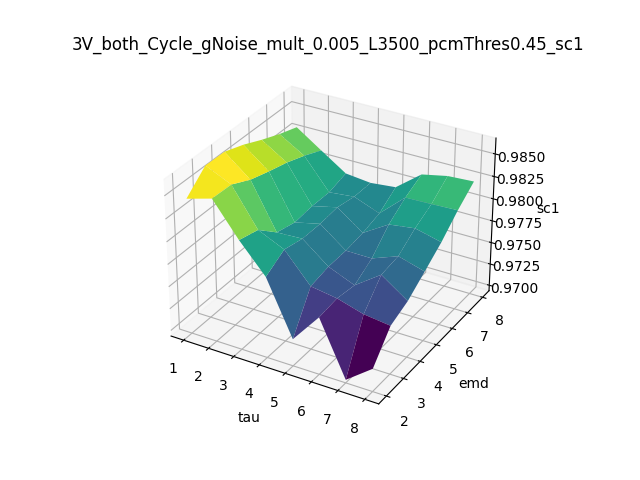 3V_both_Cycle_gNoise_mult_0.005_L3500_pcmThres0.45_sc1
0.9850
0.9825
0.9800
sc1
0.9775
0.9750
0.9725
0.9700
1 2 3 4 5 6 7 8
tau
2 3 4 5 6 7 8
emd